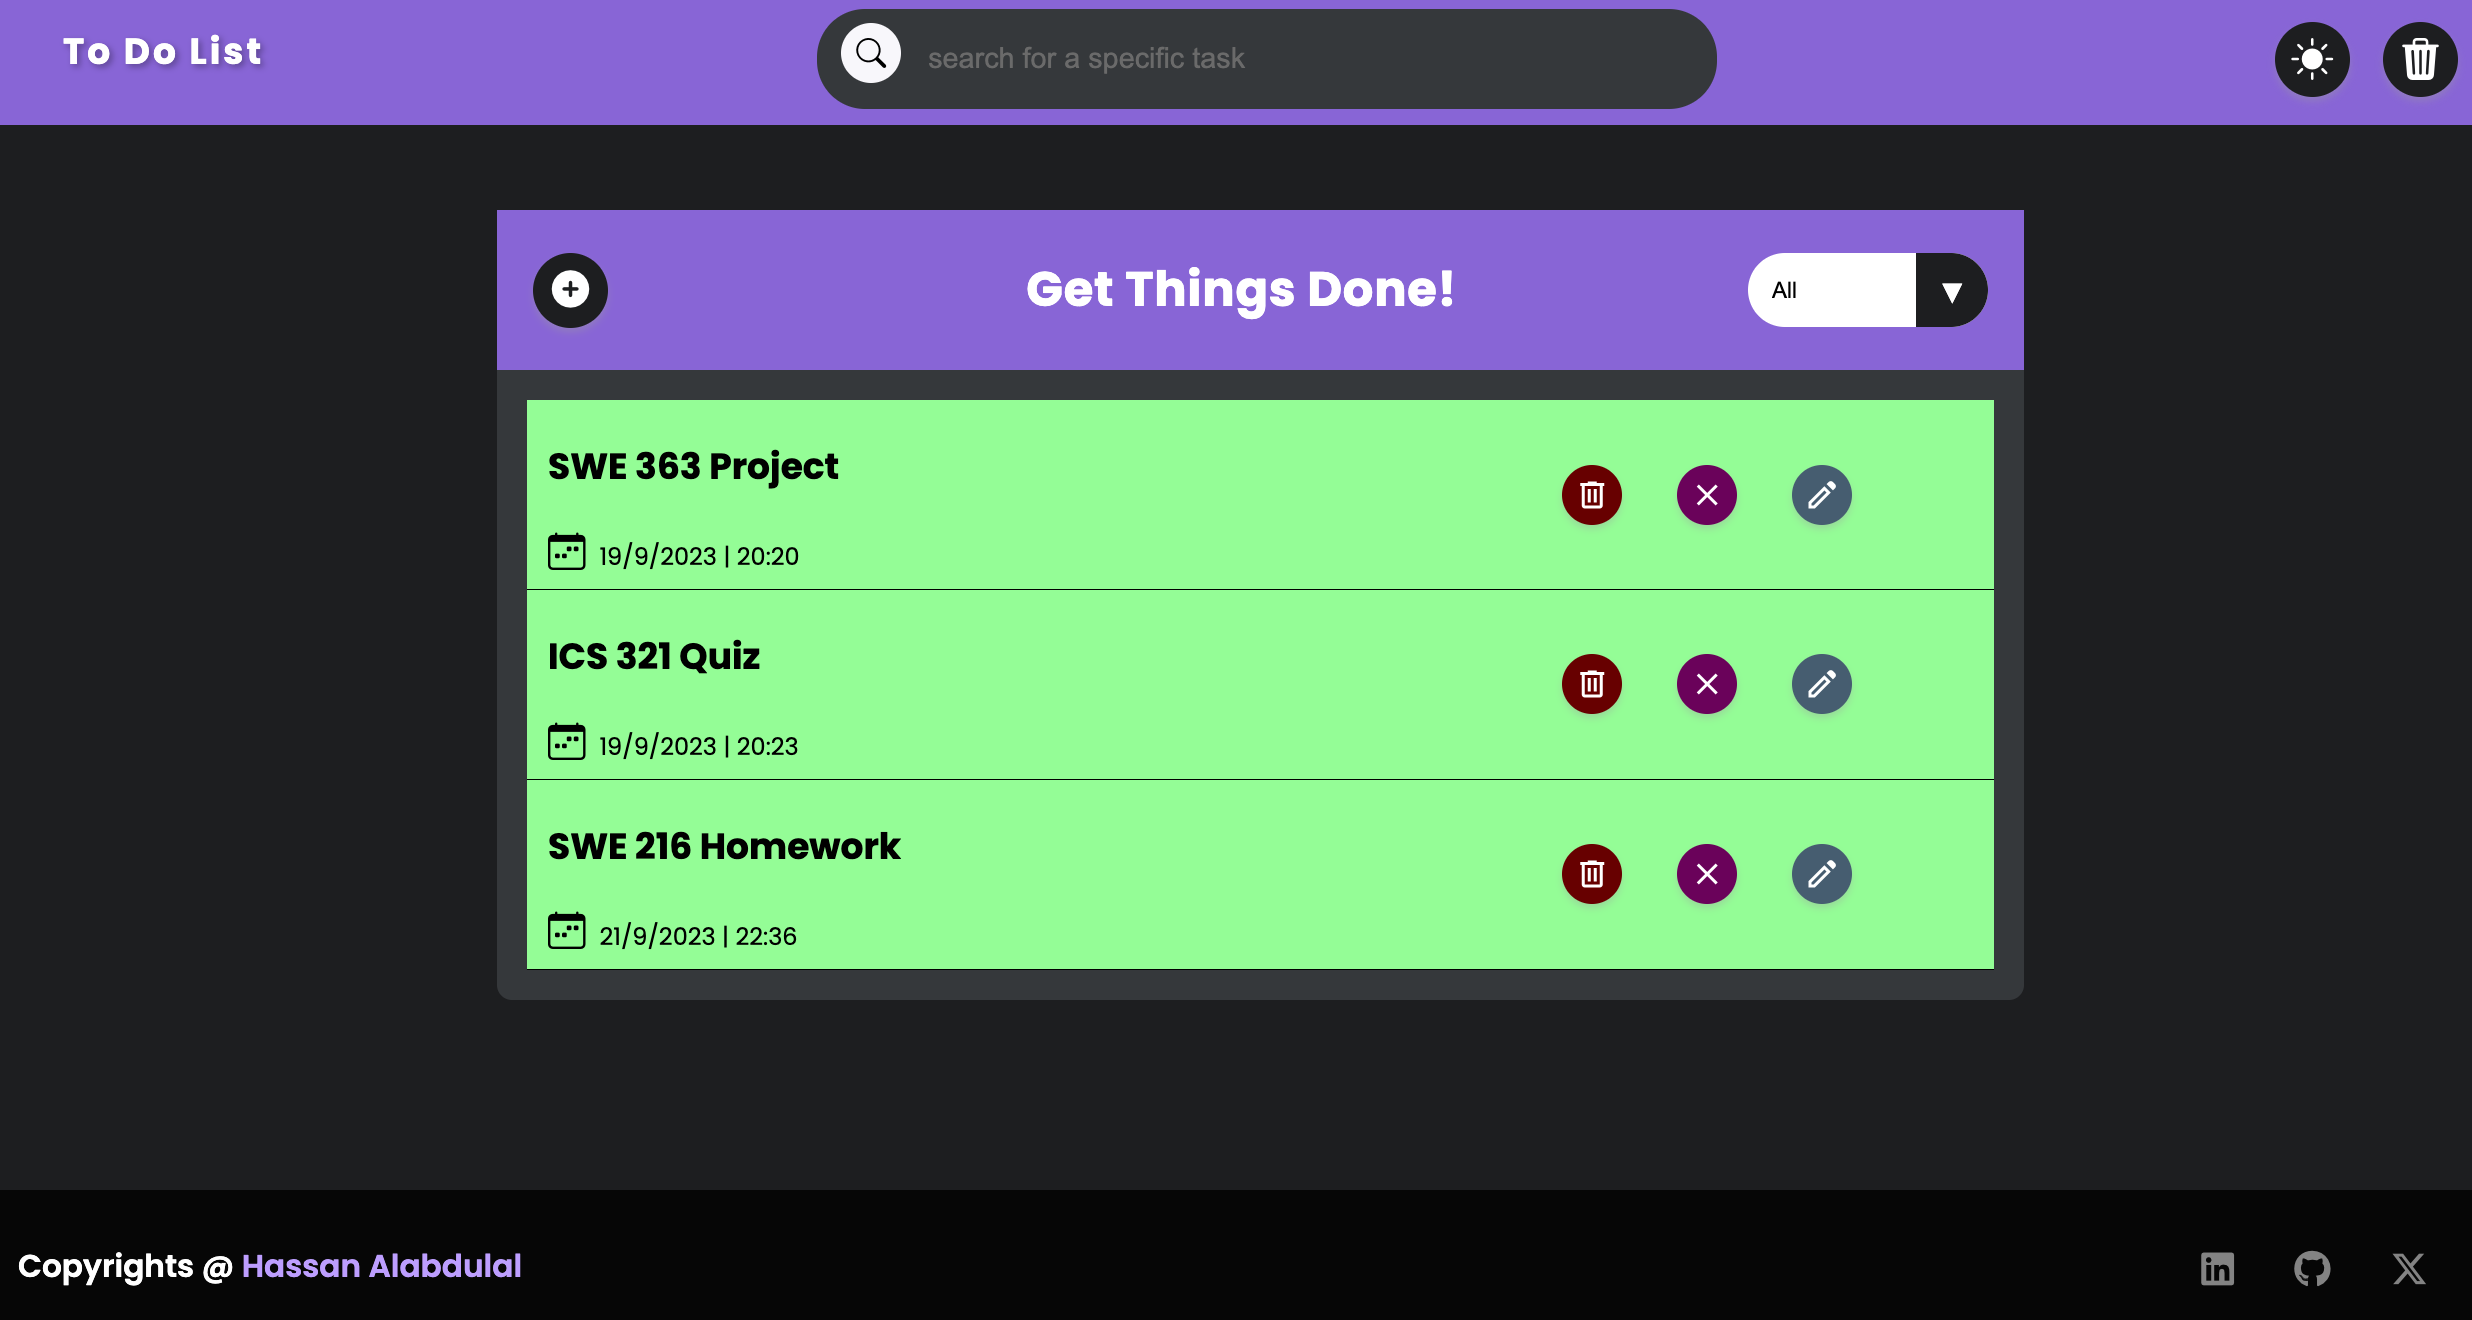 To Do List
search for a specific task
Get Things Done!
All
SWE 363 Project
19/9/2023 | 20:20
ICS 321 Quiz
19/9/2023 | 20:23
SWE 216 Homework
21/9/2023 | 22:36
Copyrights @ Hassan Alabdulal